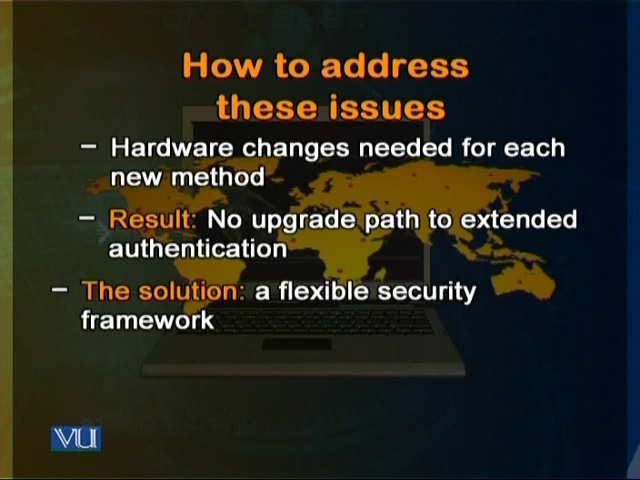 How to address
these issues
– Hardware changes needed for each
new method
– Result: No upgrade path to extended
authentication
– The solution: a flexible security
framework
VU